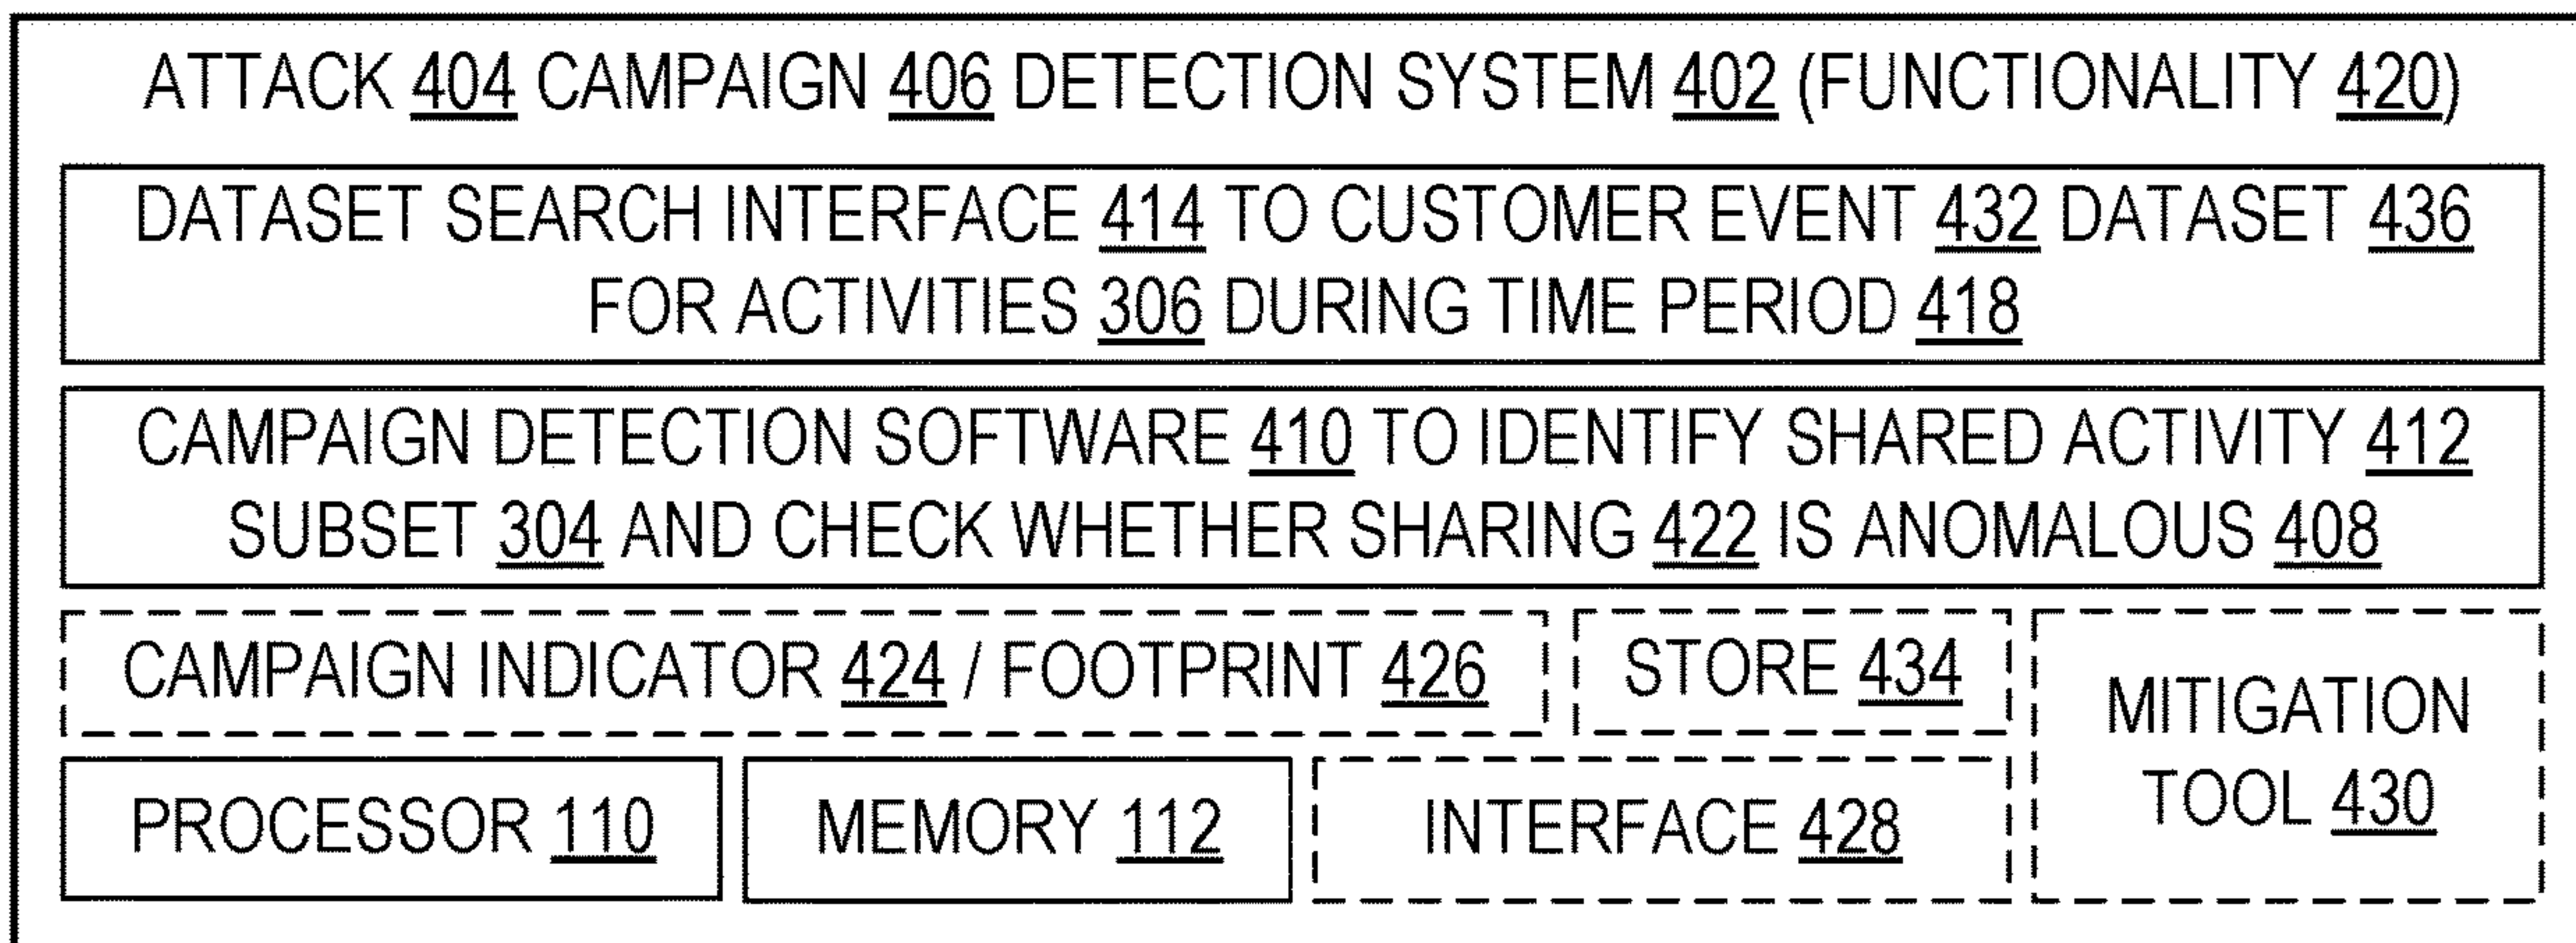 ATTACK 404 CAMPAIGN 406 DETECTION SYSTEM 402 (FUNCTIONALITY 420)
DATASET SEARCH INTERFACE 414 TO CUSTOMER EVENT 432 DATASET 436
FOR ACTIVITIES 306 DURING TIME PERIOD 418
CAMPAIGN DETECTION SOFTWARE 410 TO IDENTIFY SHARED ACTIVITY 412
SUBSET 304 AND CHECK WHETHER SHARING 422 IS ANOMALOUS 408
CAMPAIGN INDICATOR 424 / FOOTPRINT 426
STORE 434
MITIGATION
TOOL 430
PROCESSOR 110
MEMORY 112
INTERFACE 428